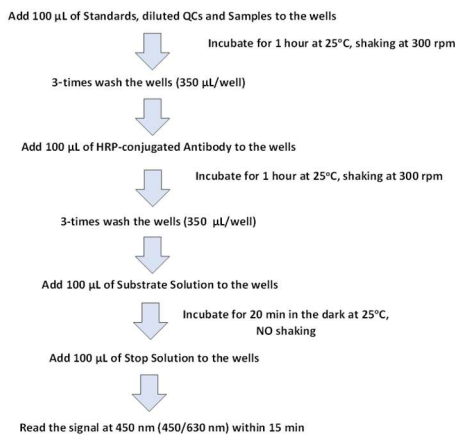 Add 100 µL of Standards, diluted QCs and Samples to the wells
Incubate for 1 hour at 25°C, shaking at 300 rpm
3-times wash the wells (350 µL/well)
Add 100 µL of HRP-conjugated Antibody to the wells
Incubate for 1 hour at 25°C, shaking at 300 rpm
3-times wash the wells (350 µL/well)
Add 100 µL of Substrate Solution to the wells
Incubate for 20 min in the dark at 25°C,
NO shaking
Add 100 µL of Stop Solution to the wells
Read the signal at 450 nm (450/630 nm) within 15 min